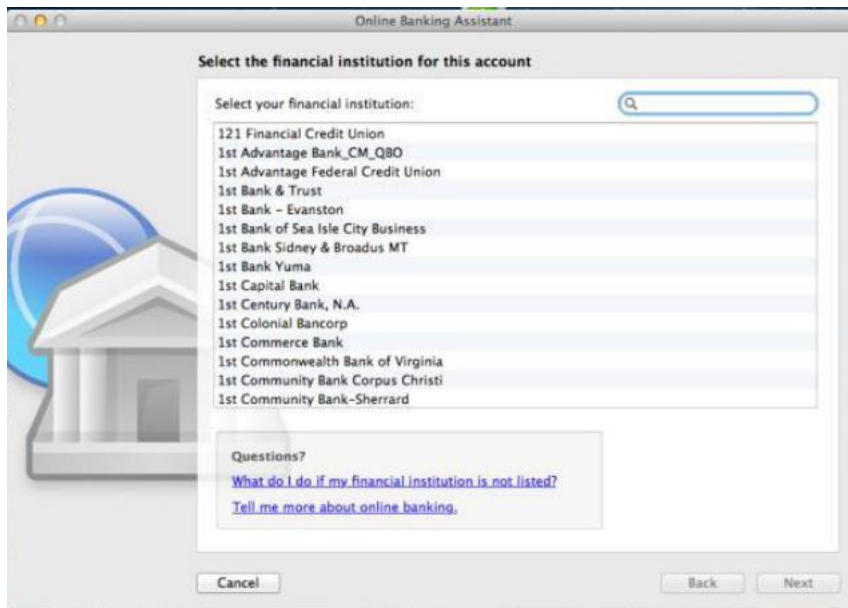 Online Banking Assistant
Select the financial institution for this account
Select your financial institution:
121 Financial Credit Union
1st Advantage Bank_CM_QBO
1st Advantage Federal Credit Union
1st Bank & Trust
1st Bank – Evanston
1st Bank of Sea Isle City Business
1st Bank Sidney & Broadus MT
1st Bank Yuma
1st Capital Bank
1st Century Bank, N.A.
1st Colonial Bancorp
1st Commerce Bank
1st Commonwealth Bank of Virginia
1st Community Bank Corpus Christi
1st Community Bank–Sherrard
Questions?
What do I do if my financial institution is not listed?
Tell me more about online banking.
Cancel
Back
Next